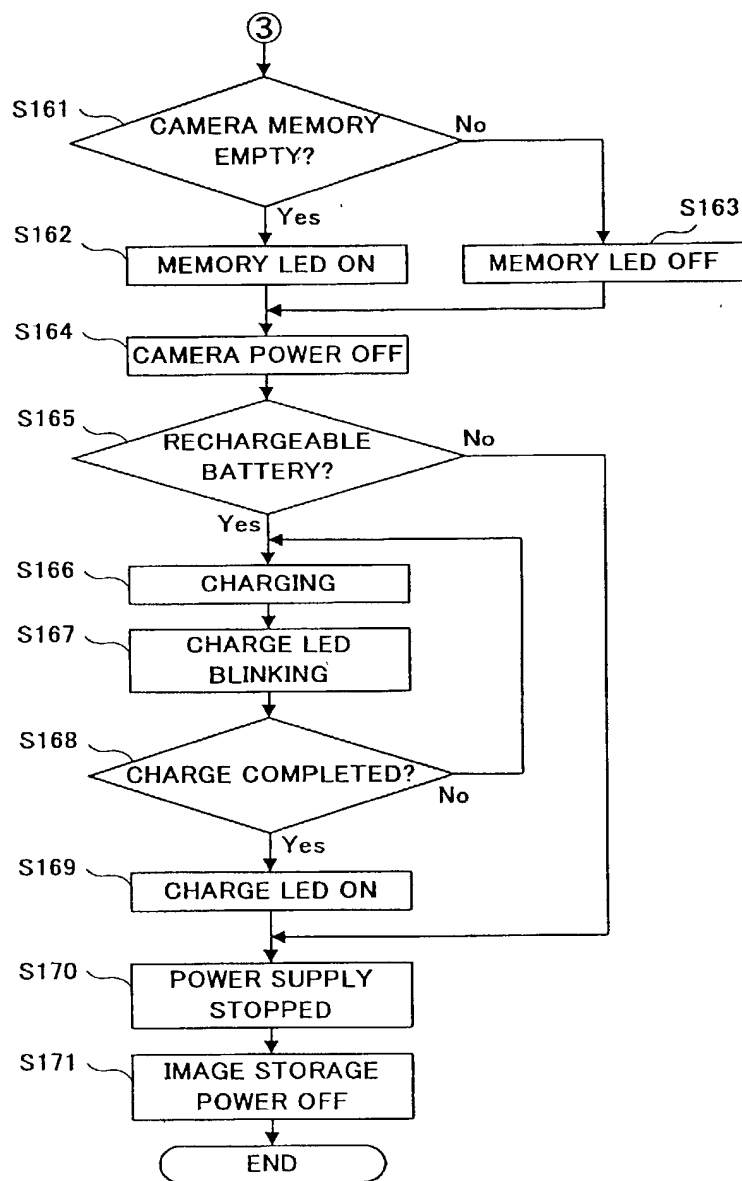 ③
S161
CAMERA MEMORY
EMPTY?
No
Yes
S162
MEMORY LED ON
S163
MEMORY LED OFF
S164
CAMERA POWER OFF
S165
RECHARGEABLE
BATTERY?
No
Yes
S166
CHARGING
S167
CHARGE LED
BLINKING
S168
CHARGE COMPLETED?
No
Yes
S169
CHARGE LED ON
S170
POWER SUPPLY
STOPPED
S171
IMAGE STORAGE
POWER OFF
END